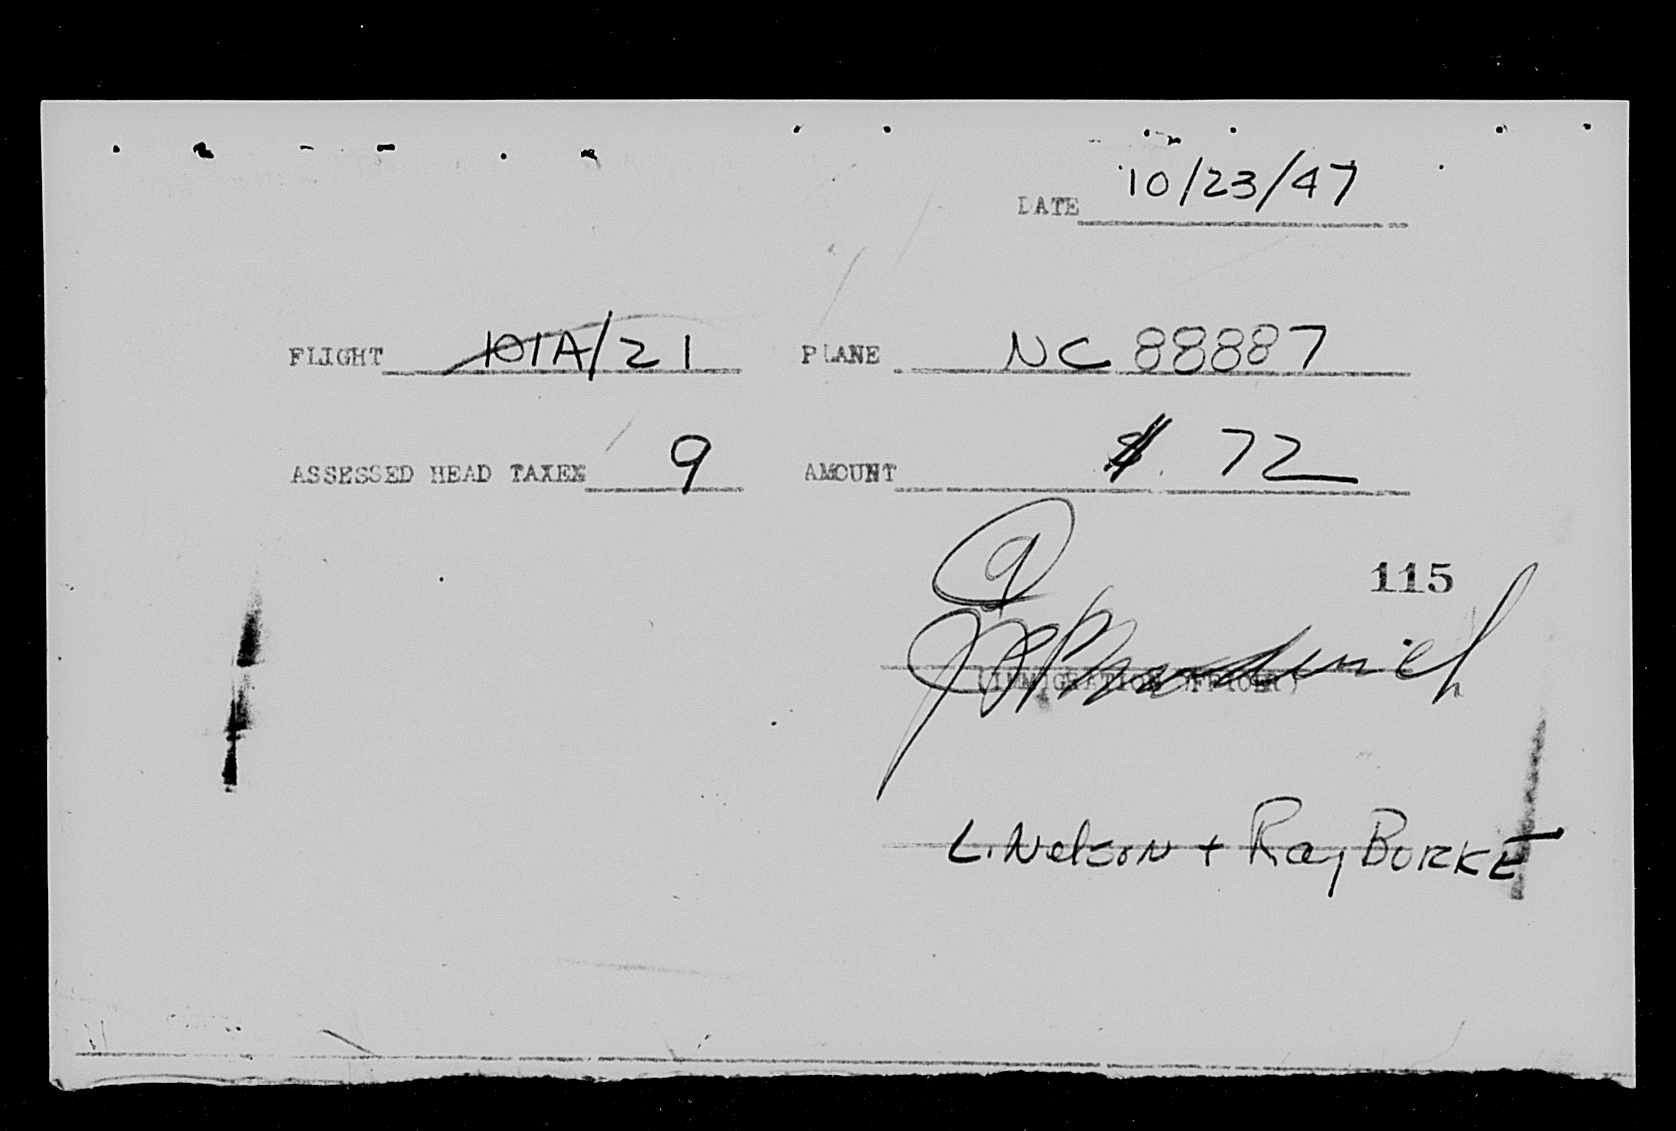 DATE 10/23/47
FLIGHT 101A/21 PLANE NC 88887
ASSESSED HEAD TAXES 9 AMOUNT $. 72
9
115
(IMMIGRATION OFFICER)
L. Nelson + Ray BURKE